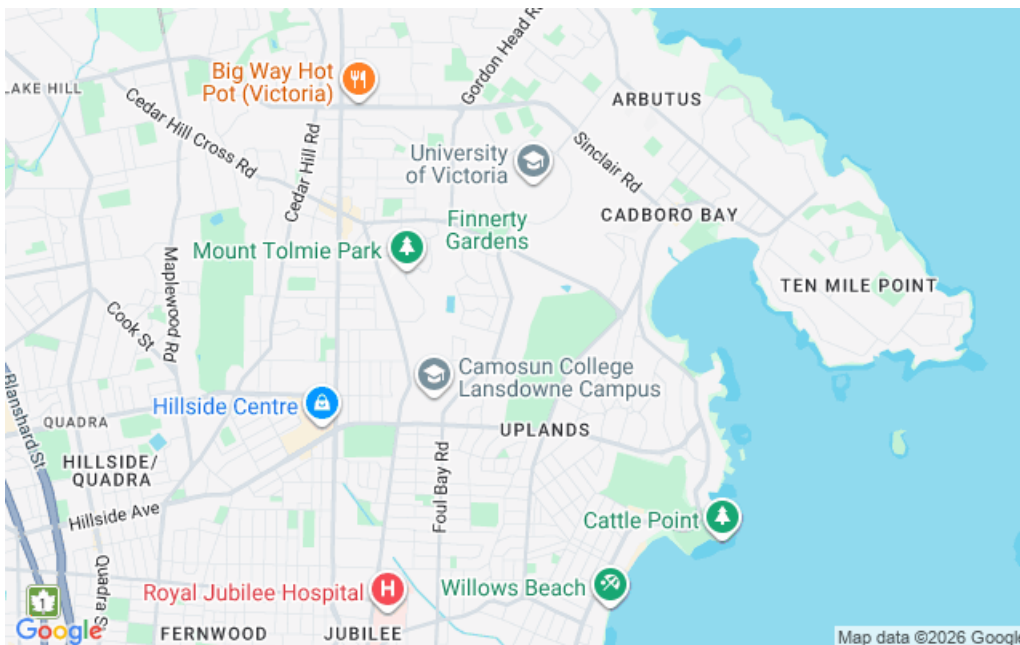 Gordon Head Rd
Big Way Hot
Pot (Victoria)
LAKE HILL
ARBUTUS
Cedar Hill Cross Rd
Cedar Hill Rd
Sinclair Rd
University
of Victoria
CADBORO BAY
Finnerty
Gardens
Mount Tolmie Park
Maplewood Rd
TEN MILE POINT
Cook St
Camosun College
Lansdowne Campus
Blanshard St
Hillside Centre
QUADRA
UPLANDS
HILLSIDE/
QUADRA
Foul Bay Rd
Hillside Ave
Cattle Point
Quadra St
Willows Beach
Royal Jubilee Hospital
H
1
Google
FERNWOOD
JUBILEE
Map data ©2026 Google